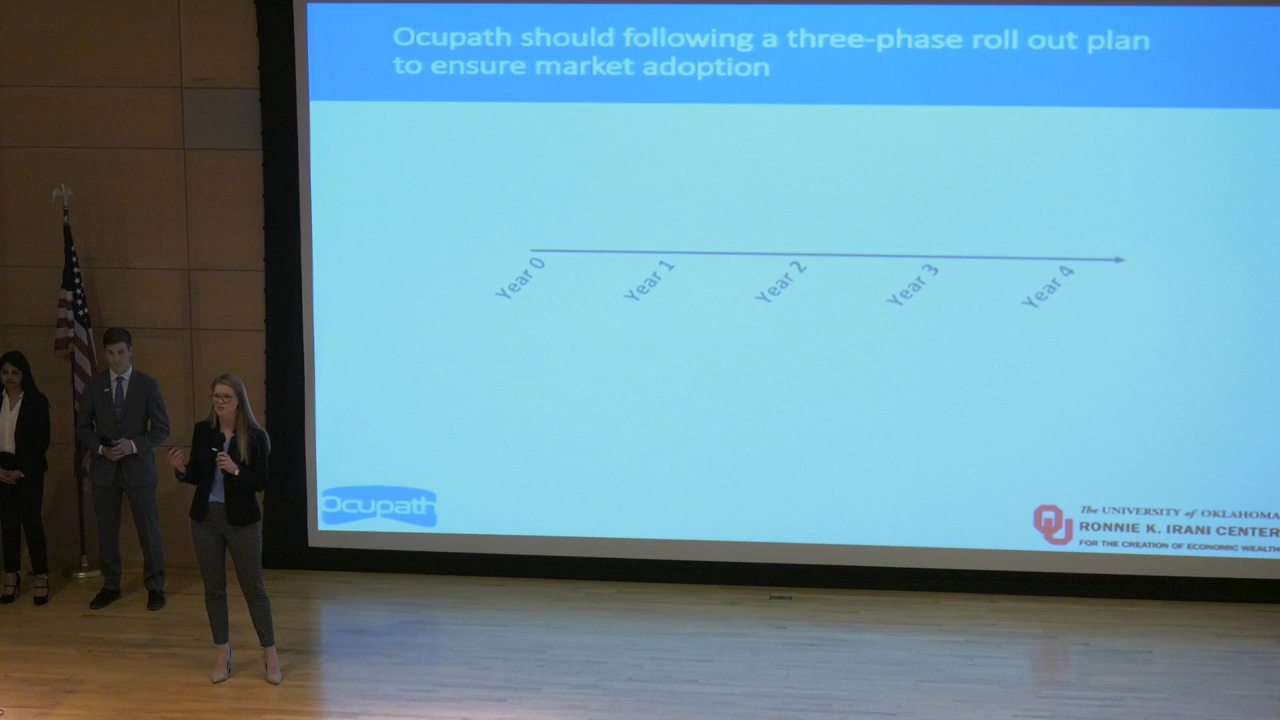 Ocupath should following a three-phase roll out plan
to ensure market adoption
Year 0
Year 1
Year 2
Year 3
Year 4
Ocupath
The UNIVERSITY of OKLAHOMA
RONNIE K. IRANI CENTER
FOR THE CREATION OF ECONOMIC WEALTH